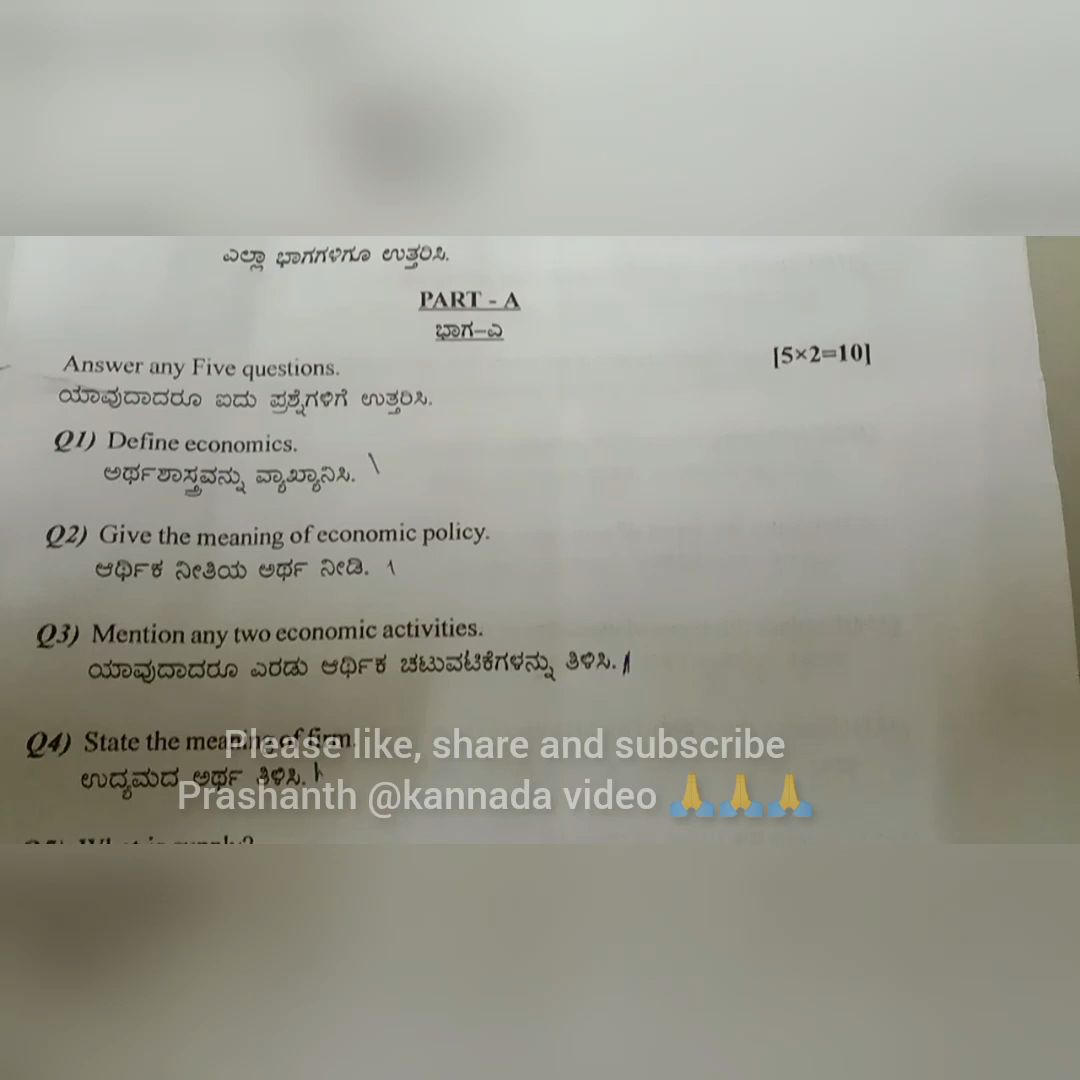 ಎಲ್ಲಾ ಭಾಗಗಳಿಗೂ ಉತ್ತರಿಸಿ.
PART - A
ಭಾಗ-ಎ
[5×2=10]
Answer any Five questions.
ಯಾವುದಾದರೂ ಐದು ಪ್ರಶ್ನೆಗಳಿಗೆ ಉತ್ತರಿಸಿ.
Q1) Define economics.
ಅರ್ಥಶಾಸ್ತ್ರವನ್ನು ವ್ಯಾಖ್ಯಾನಿಸಿ.
Q2) Give the meaning of economic policy.
ಆರ್ಥಿಕ ನೀತಿಯ ಅರ್ಥ ನೀಡಿ.
Q3) Mention any two economic activities.
ಯಾವುದಾದರೂ ಎರಡು ಆರ್ಥಿಕ ಚಟುವಟಿಕೆಗಳನ್ನು ತಿಳಿಸಿ.
Q4) State the meaning of firm.
Please like, share and subscribe
ಉದ್ಯಮದ ಅರ್ಥ ತಿಳಿಸಿ.
Prashanth @kannada video 🙏🙏🙏